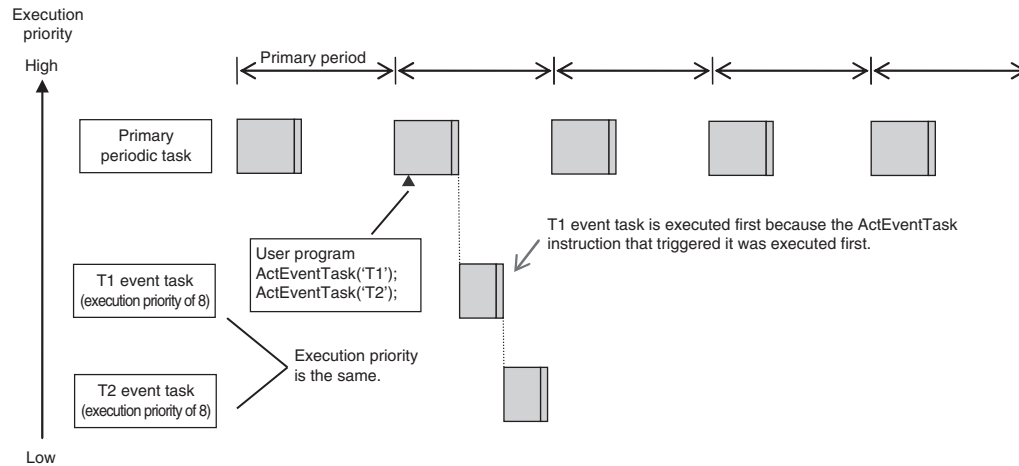 Execution
priority
High
Primary period
Primary
periodic task
User program
ActEventTask(‘T1’);
ActEventTask(‘T2’);
T1 event task is executed first because the ActEventTask
instruction that triggered it was executed first.
T1 event task
(execution priority of 8)
Execution priority
is the same.
T2 event task
(execution priority of 8)
Low